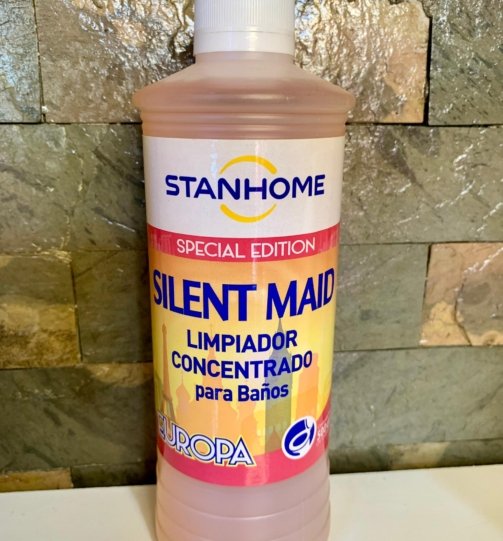 STANHOME
SPECIAL EDITION
SILENT MAID
LIMPIADOR
CONCENTRADO
para Baños
EUROPA